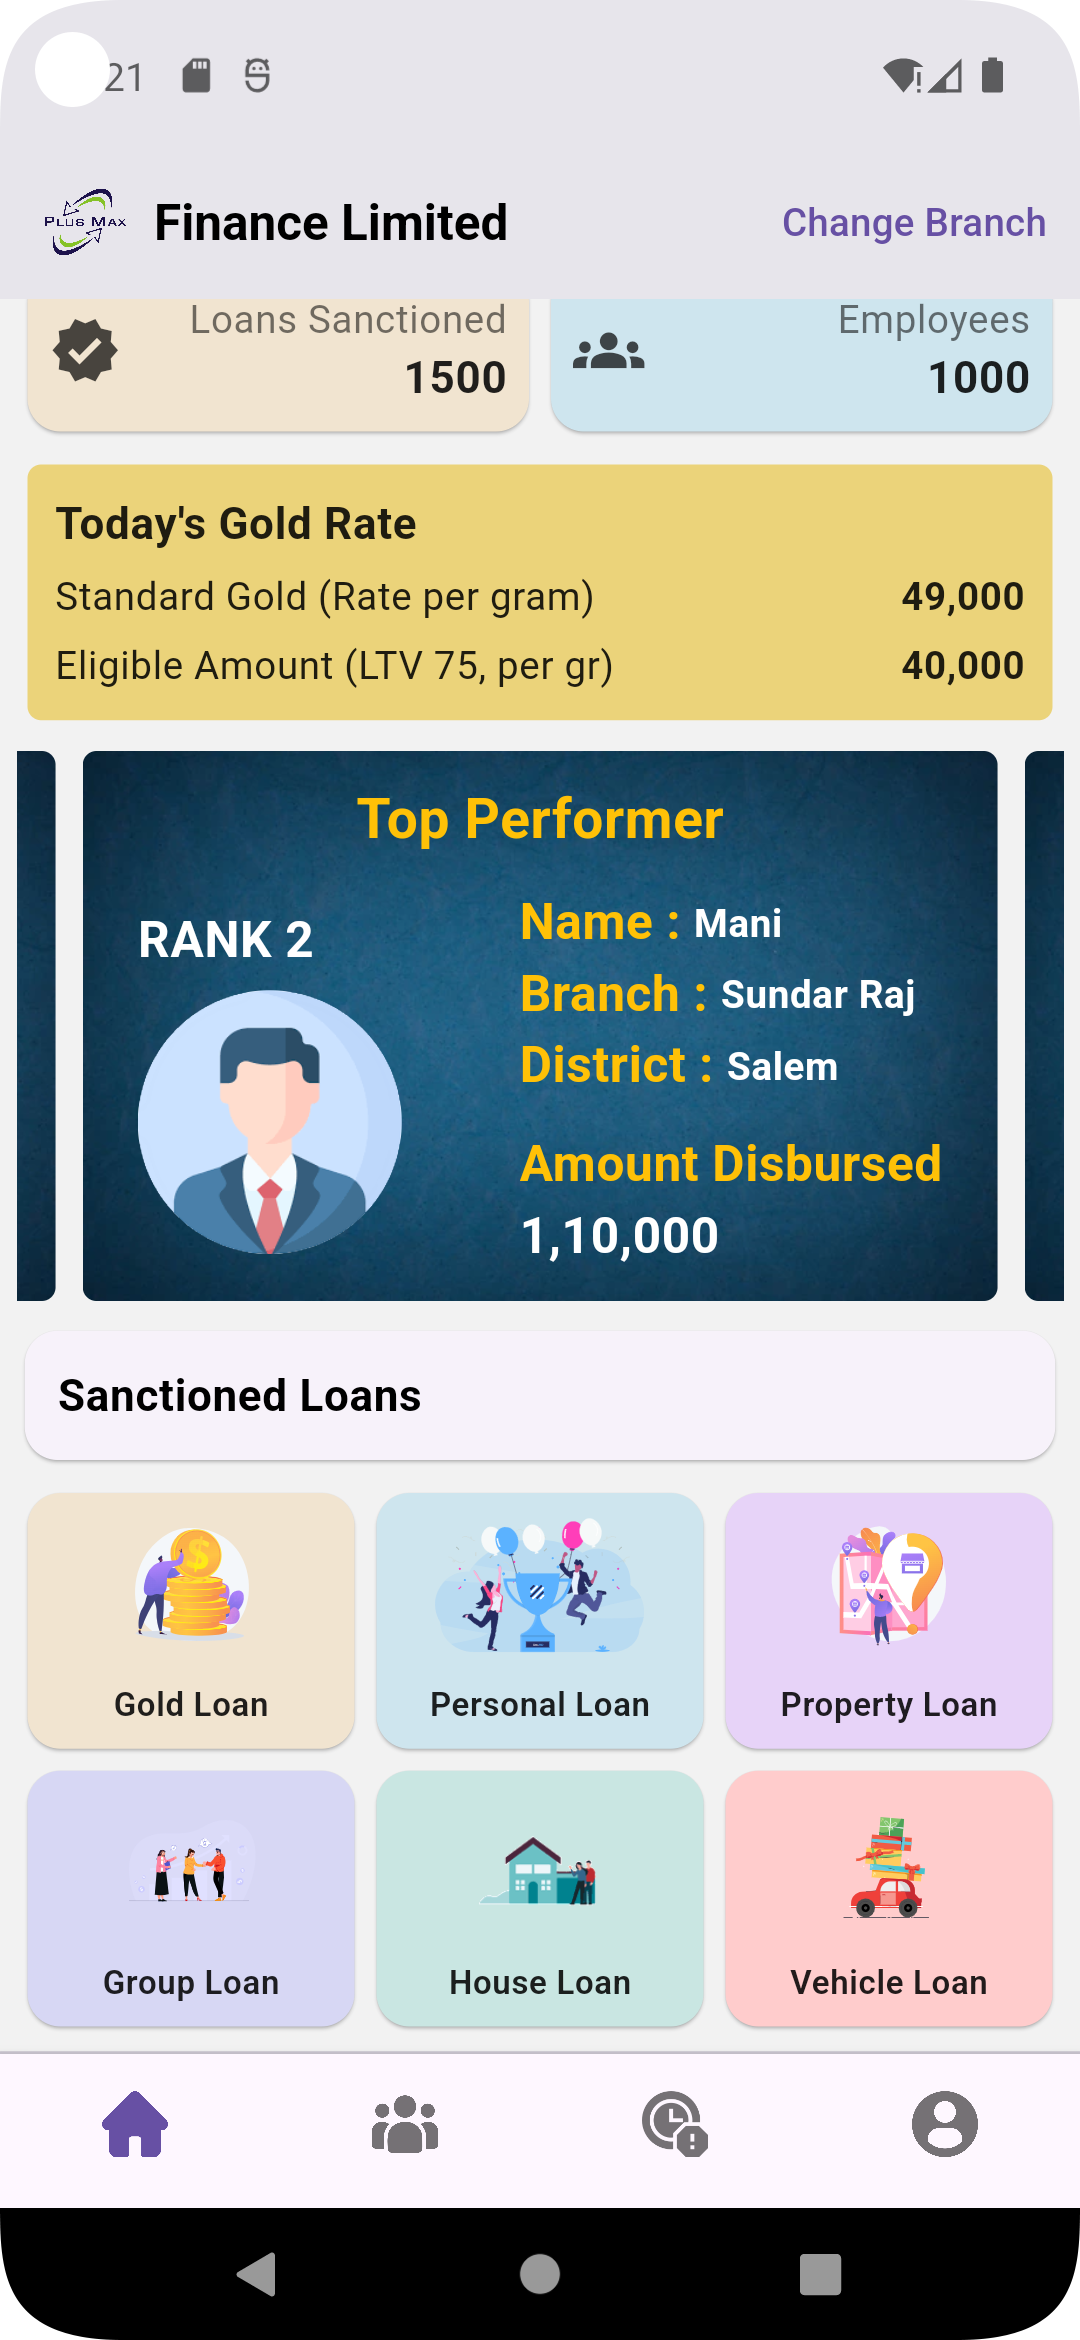 21
PLUS MAX
Finance Limited
Change Branch
Loans Sanctioned
1500
Employees
1000
Today's Gold Rate
Standard Gold (Rate per gram)
49,000
Eligible Amount (LTV 75, per gr)
40,000
Top Performer
RANK 2
Name : Mani
Branch : Sundar Raj
District : Salem
Amount Disbursed
1,10,000
Sanctioned Loans
Gold Loan
Personal Loan
Property Loan
Group Loan
House Loan
Vehicle Loan